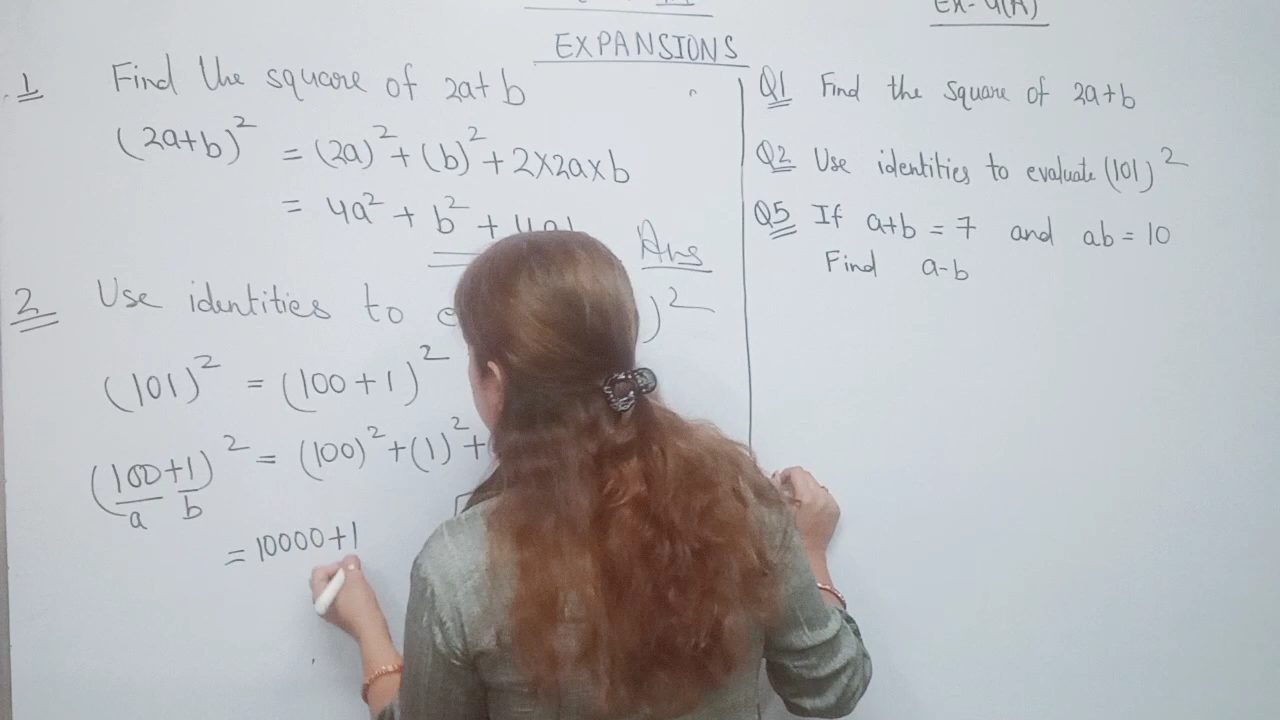 Ex-4(A)
EXPANSIONS
1 Find the square of 2a+b
(2a+b)² = (2a)² + (b)² + 2×2a×b
= 4a² + b² +
Ans
2 Use identities to )²
(101)² = (100+1)²
(100+1)² = (100)² + (1)² +
a b
= 10000+1
Q1 Find the square of 2a+b
Q2 Use identities to evaluate (101)²
Q5 If a+b = 7 and ab = 10
Find a-b